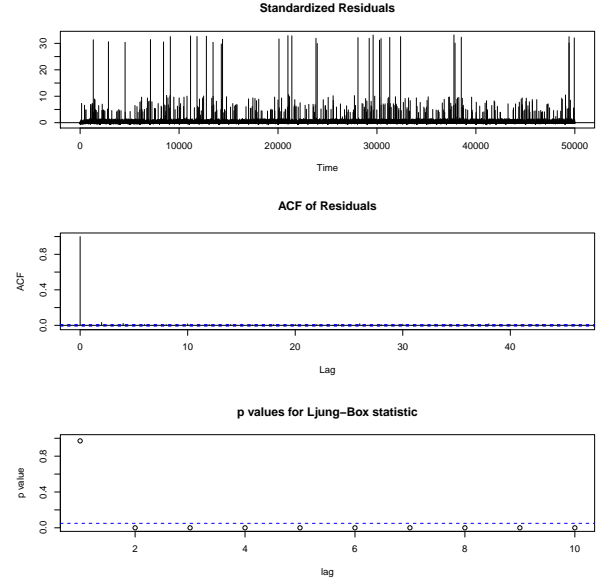 Standardized Residuals
0 10 20 30
0 10000 20000 30000 40000 50000
Time
ACF of Residuals
ACF
0.0 0.4 0.8
0 10 20 30 40
Lag
p values for Ljung−Box statistic
p value
0.0 0.4 0.8
2 4 6 8 10
lag